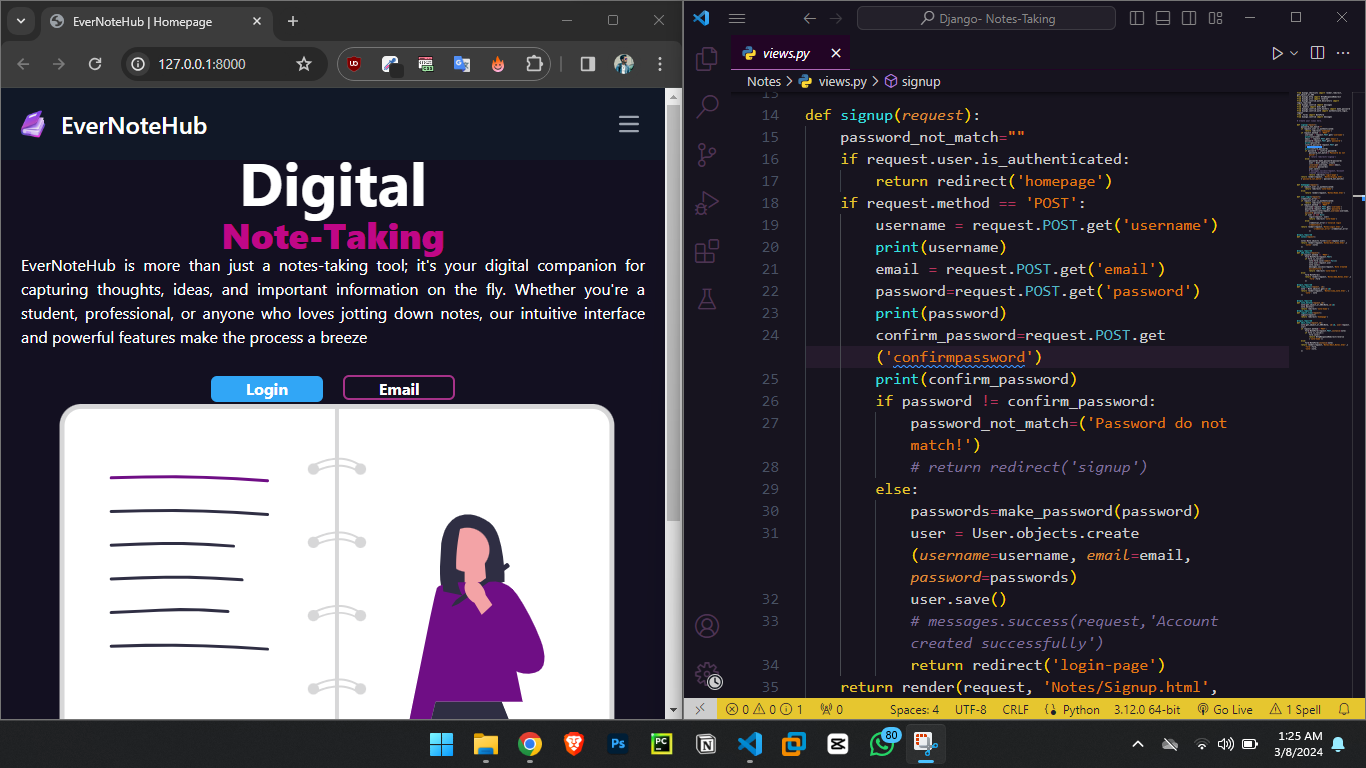 EverNoteHub | Homepage
127.0.0.1:8000
EverNoteHub
Digital
Note-Taking
EverNoteHub is more than just a notes-taking tool; it's your digital companion for
capturing thoughts, ideas, and important information on the fly. Whether you're a
student, professional, or anyone who loves jotting down notes, our intuitive interface
and powerful features make the process a breeze
Login
Email
Django- Notes-Taking
views.py
Notes > views.py > signup
13
14 def signup(request):
15 password_not_match=""
16 if request.user.is_authenticated:
17 return redirect('homepage')
18 if request.method == 'POST':
19 username = request.POST.get('username')
20 print(username)
21 email = request.POST.get('email')
22 password=request.POST.get('password')
23 print(password)
24 confirm_password=request.POST.get
('confirmpassword')
25 print(confirm_password)
26 if password != confirm_password:
27 password_not_match=('Password do not
match!')
28 # return redirect('signup')
29 else:
30 passwords=make_password(password)
31 user = User.objects.create
(username=username, email=email,
password=passwords)
32 user.save()
33 # messages.success(request,'Account
created successfully')
34 return redirect('login-page')
35 return render(request, 'Notes/Signup.html',
0 0 1 0 Spaces: 4 UTF-8 CRLF Python 3.12.0 64-bit Go Live 1 Spell
Ps
PC
80
1:25 AM
3/8/2024